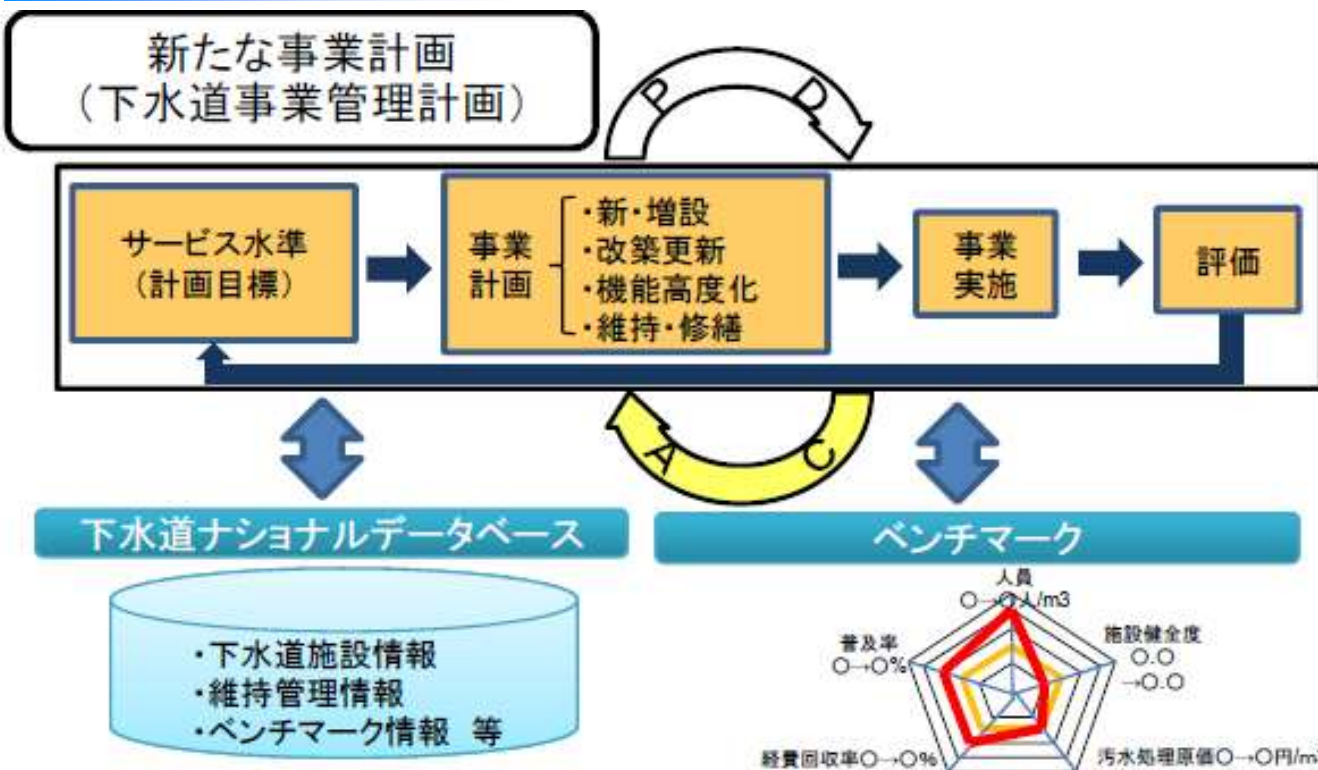 新たな事業計画
（下水道事業管理計画）
P D
サービス水準
（計画目標）
事業
計画
・新・増設
・改築更新
・機能高度化
・維持・修繕
事業
実施
評価
A C
下水道ナショナルデータベース
・下水道施設情報
・維持管理情報
・ベンチマーク情報 等
ベンチマーク
人員
○→○人/m3
普及率
○→○%
施設健全度
○.○
→○.○
経費回収率○→○%
汚水処理原価○→○円/m3